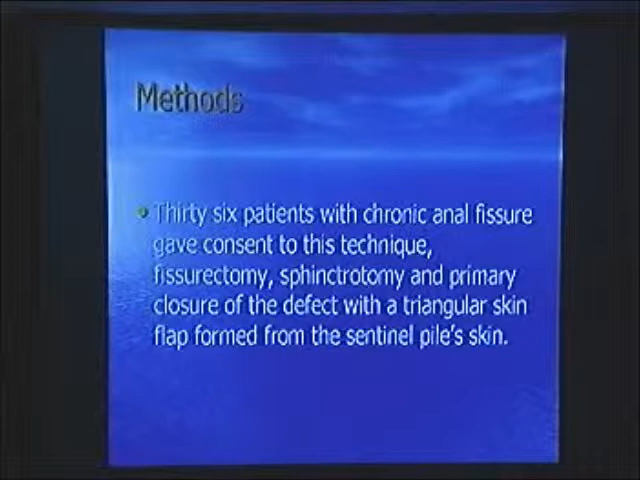 Methods
Thirty six patients with chronic anal fissure
gave consent to this technique,
fissurectomy, sphinctrotomy and primary
closure of the defect with a triangular skin
flap formed from the sentinel pile's skin.